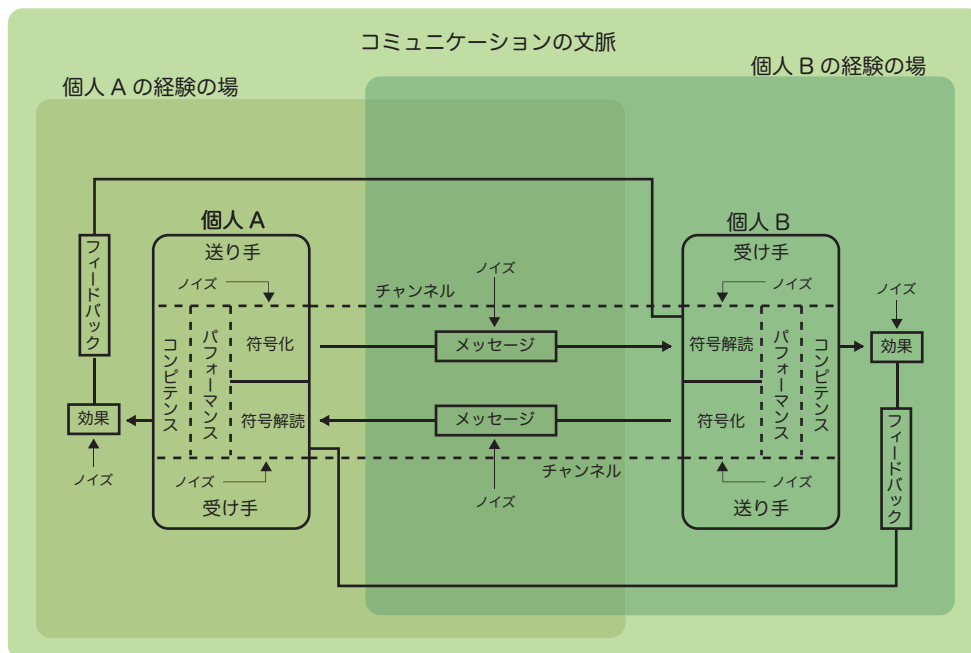 コミュニケーションの文脈
個人 B の経験の場
個人 A の経験の場
個人 A
個人 B
送り手
受け手
フィードバック
ノイズ
ノイズ
ノイズ
ノイズ
チャンネル
コンピテンス
パフォーマンス
符号化
メッセージ
符号解読
パフォーマンス
コンピテンス
効果
効果
符号解読
メッセージ
符号化
フィードバック
チャンネル
ノイズ
ノイズ
ノイズ
ノイズ
受け手
送り手